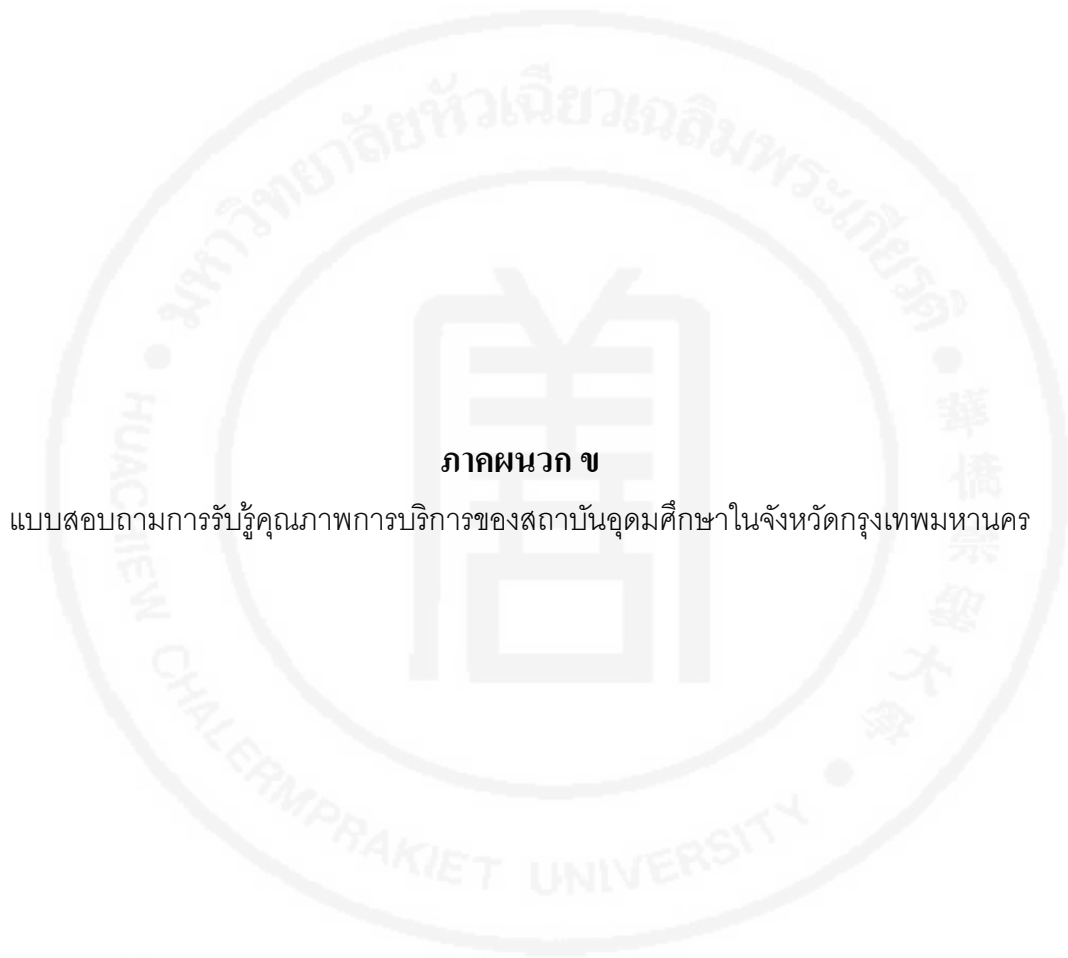 มหาวิทยาลัยหัวเฉียวเฉลิมพระเกียรติ
ภาคผนวก ข
แบบสอบถามการรับรู้คุณภาพการบริการของสถาบันอุดมศึกษาในจังหวัดกรุงเทพมหานคร
華僑崇聖大學
HUACHIEW CHALERMPRAKIET UNIVERSITY